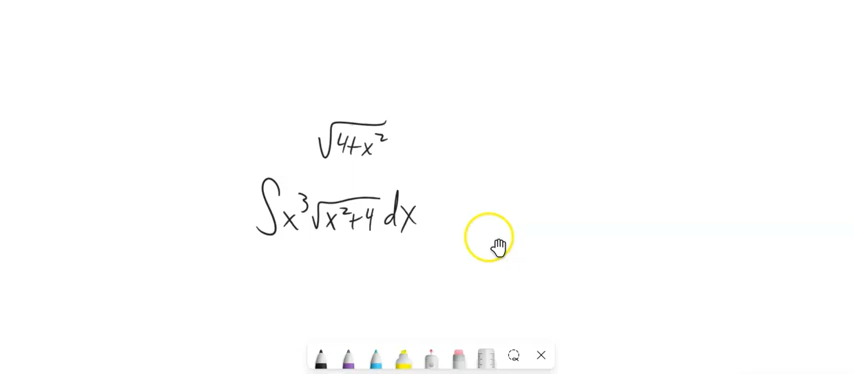 √(4+x²)
∫x³√(x²+4) dx